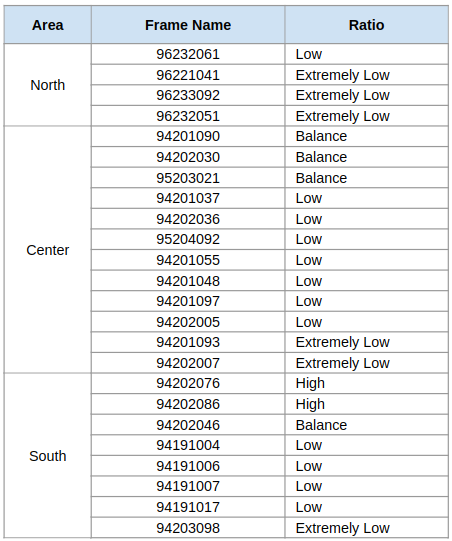 Area Frame Name Ratio
North
96232061 Low
96221041 Extremely Low
96233092 Extremely Low
96232051 Extremely Low
Center
94201090 Balance
94202030 Balance
95203021 Balance
94201037 Low
94202036 Low
95204092 Low
94201055 Low
94201048 Low
94201097 Low
94202005 Low
94201093 Extremely Low
94202007 Extremely Low
South
94202076 High
94202086 High
94202046 Balance
94191004 Low
94191006 Low
94191007 Low
94191017 Low
94203098 Extremely Low